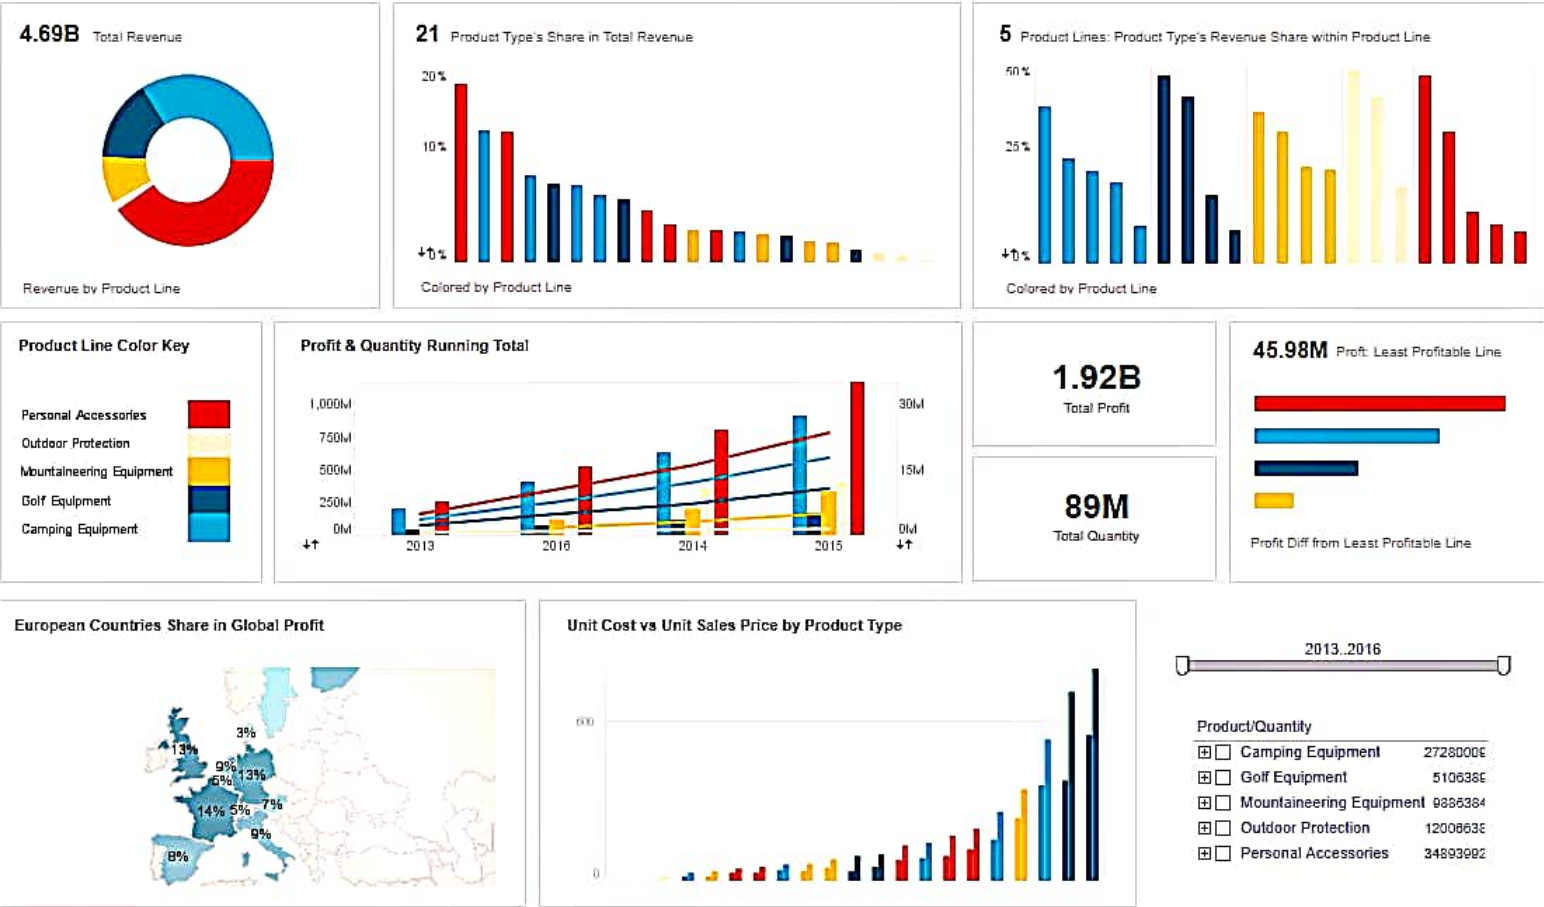 4.69B Total Revenue
Revenue by Product Line
21 Product Type's Share in Total Revenue
20%
10%
0%
Colored by Product Line
5 Product Lines: Product Type's Revenue Share within Product Line
50%
25%
0%
Colored by Product Line
Product Line Color Key
Personal Accessories
Outdoor Protection
Mountaineering Equipment
Golf Equipment
Camping Equipment
Profit & Quantity Running Total
1,000M
750M
500M
250M
0M
30M
15M
0M
2013
2016
2014
2015
1.92B
Total Profit
89M
Total Quantity
45.98M Profit: Least Profitable Line
Profit Diff from Least Profitable Line
European Countries Share in Global Profit
3%
13%
9%
5%
13%
14%
5%
7%
9%
8%
Unit Cost vs Unit Sales Price by Product Type
600
0
2013..2016
Product/Quantity
Camping Equipment
Golf Equipment
Mountaineering Equipment
Outdoor Protection
Personal Accessories 34893992